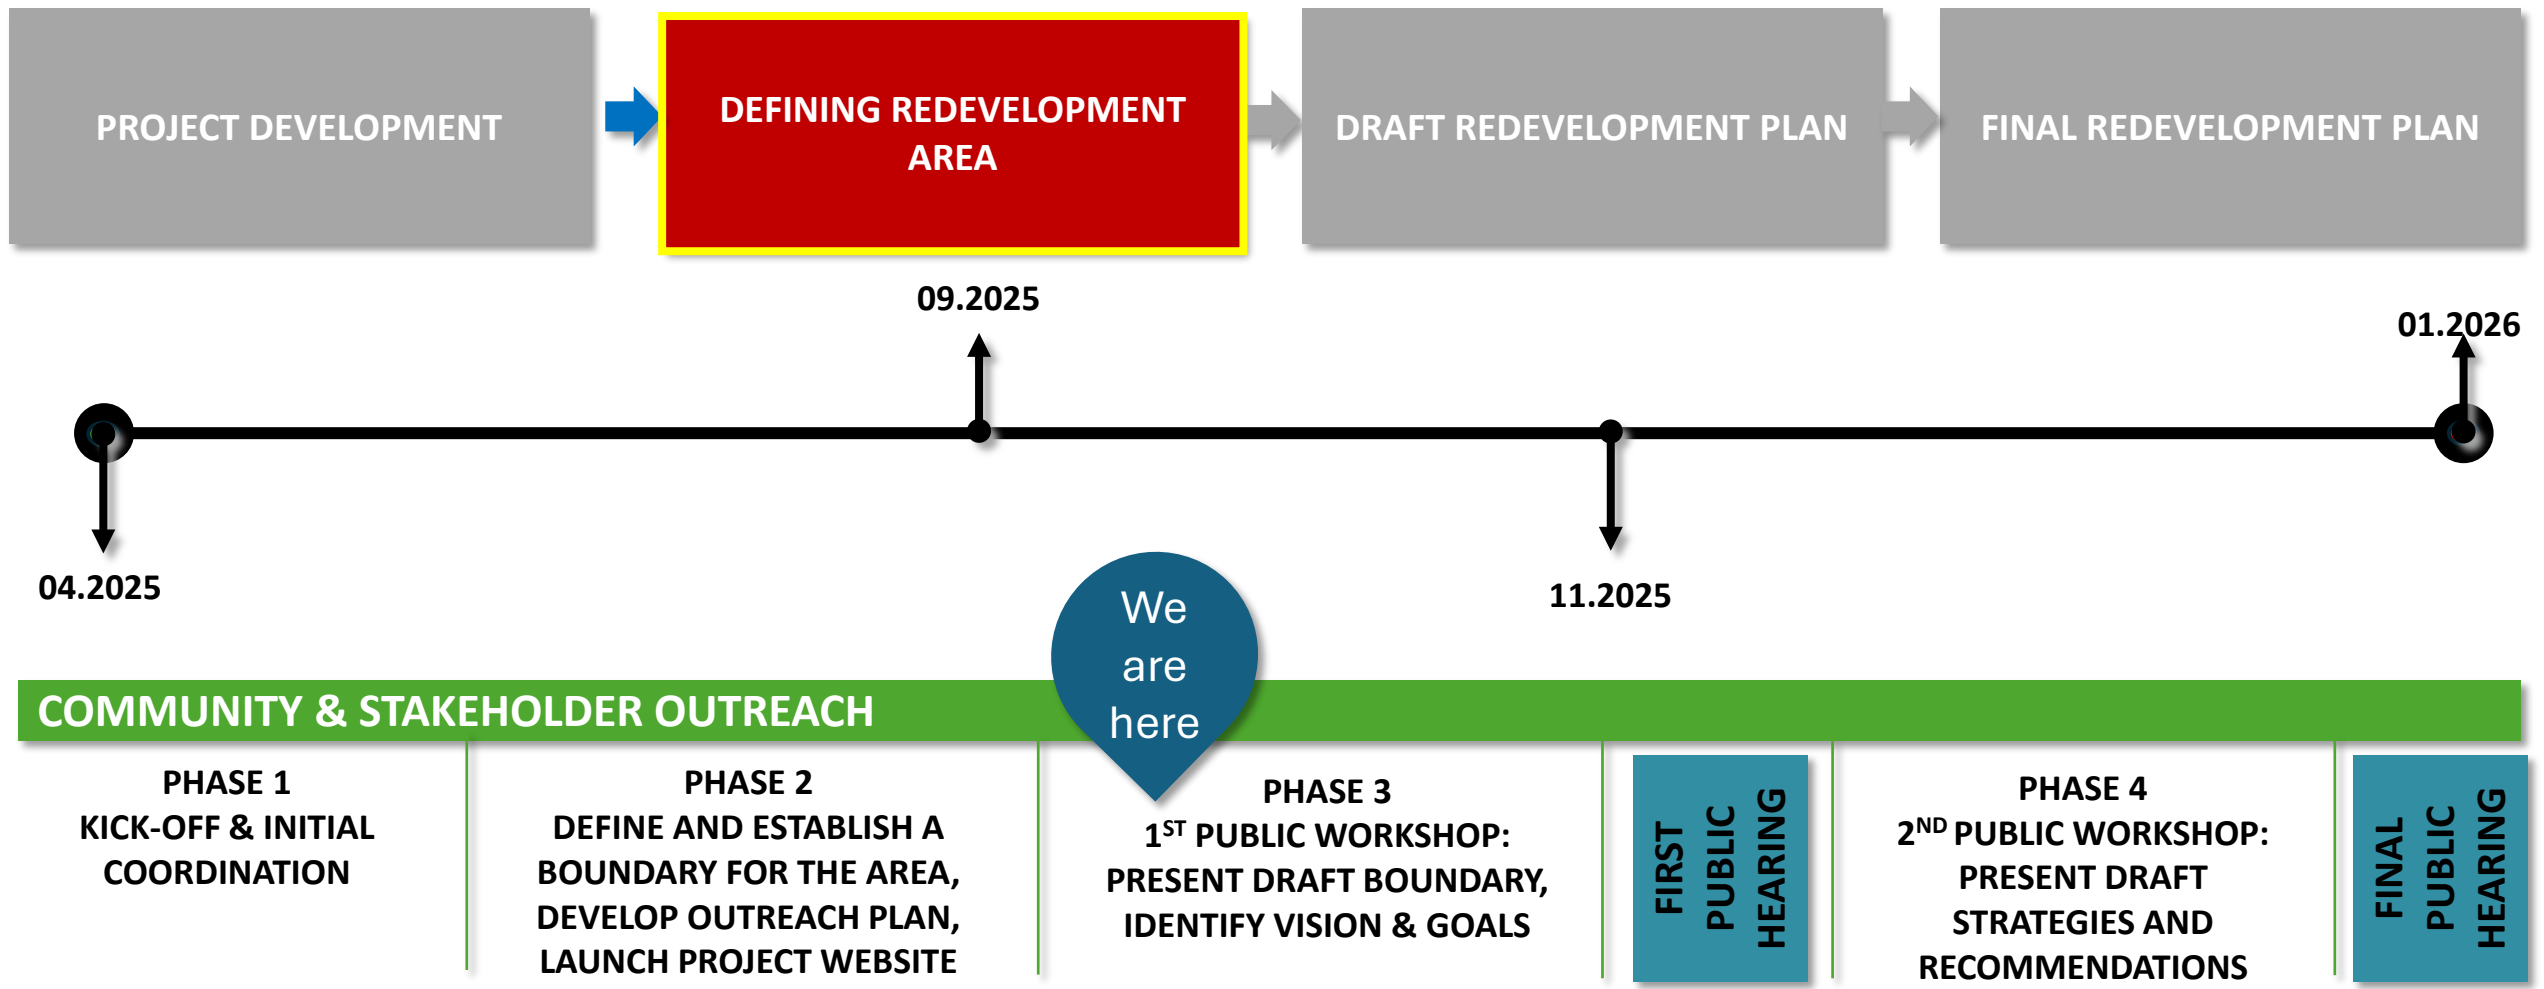 PROJECT DEVELOPMENT
DEFINING REDEVELOPMENT
AREA
DRAFT REDEVELOPMENT PLAN
FINAL REDEVELOPMENT PLAN
09.2025
01.2026
04.2025
11.2025
We
are
here
COMMUNITY & STAKEHOLDER OUTREACH
PHASE 1
KICK-OFF & INITIAL
COORDINATION
PHASE 2
DEFINE AND ESTABLISH A
BOUNDARY FOR THE AREA,
DEVELOP OUTREACH PLAN,
LAUNCH PROJECT WEBSITE
PHASE 3
1ST PUBLIC WORKSHOP:
PRESENT DRAFT BOUNDARY,
IDENTIFY VISION & GOALS
FIRST
PUBLIC
HEARING
PHASE 4
2ND PUBLIC WORKSHOP:
PRESENT DRAFT
STRATEGIES AND
RECOMMENDATIONS
FINAL
PUBLIC
HEARING